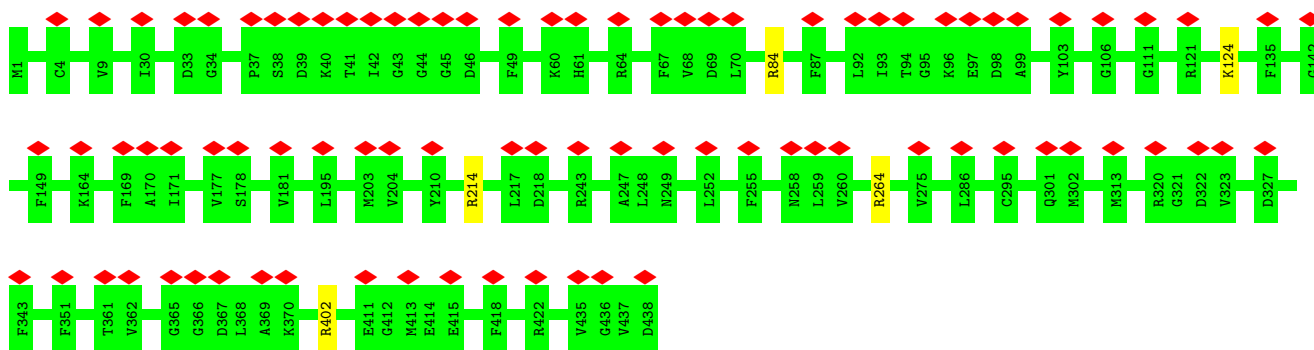 M1 C4 V9 I30 D33 G34 P37 S38 D39 K40 T41 I42 G43 G44 G45 D46 F49 K60 H61 R64 F67 V68 D69 L70 R84 F87 L92 I93 T94 G95 K96 E97 D98 A99 Y103 G106 G111 R121 K124 F135 G142
F149 K164 F169 A170 I171 V177 S178 V181 L195 M203 V204 Y210 R214 L217 D218 R243 A247 L248 N249 L252 F255 N258 L259 V260 R264 V275 L286 C295 Q301 M302 M313 R320 G321 D322 V323 D327
F343 F351 T361 V362 G365 G366 D367 L368 A369 K370 R402 E411 G412 M413 E414 E415 F418 R422 V435 G436 V437 D438